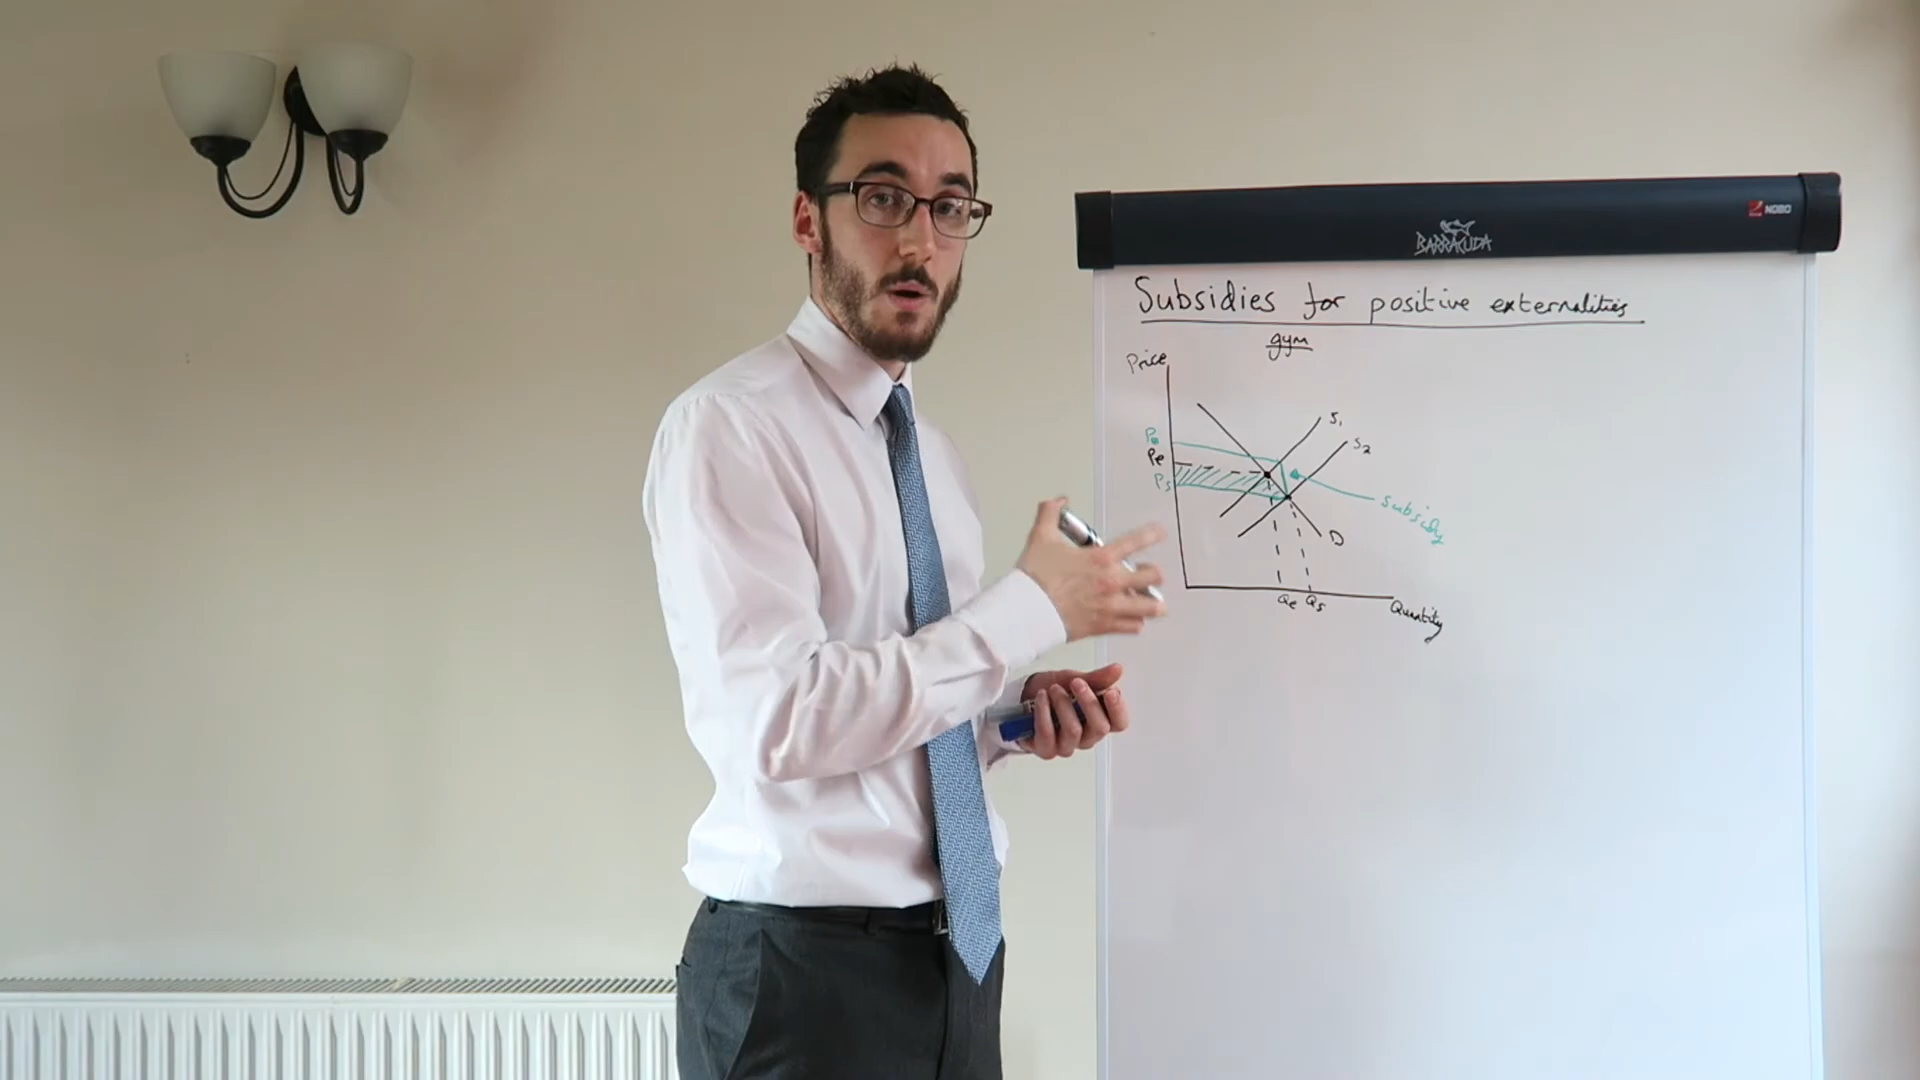 NOBO
BARRACUDA
Subsidies for positive externalities
gym
Price
S1
S2
Pe
Ps
Subsidy
D
Qe Qs
Quantity